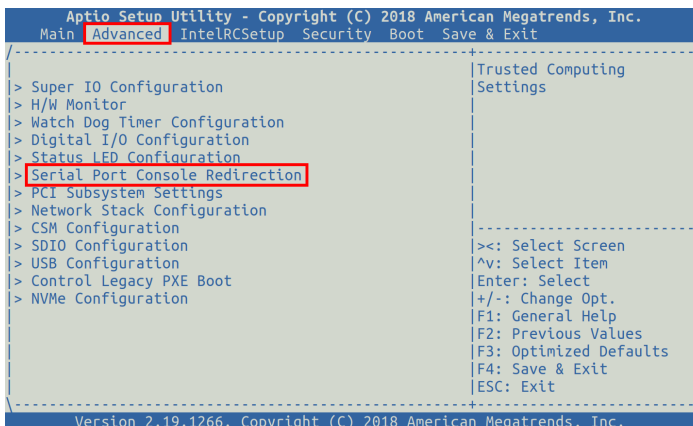 Aptio Setup Utility - Copyright (C) 2018 American Megatrends, Inc.
Main Advanced IntelRCSetup Security Boot Save & Exit
/----------------------------------------------------+----------------------
|Trusted Computing
> Super IO Configuration |Settings
> H/W Monitor
> Watch Dog Timer Configuration
> Digital I/O Configuration
> Status LED Configuration
> Serial Port Console Redirection
> PCI Subsystem Settings
> Network Stack Configuration
> CSM Configuration
> SDIO Configuration |><: Select Screen
> USB Configuration |^v: Select Item
> Control Legacy PXE Boot |Enter: Select
> NVMe Configuration |+/-: Change Opt.
|F1: General Help
|F2: Previous Values
|F3: Optimized Defaults
|F4: Save & Exit
|ESC: Exit
\----------------------------------------------------+----------------------
Version 2.19.1266. Copyright (C) 2018 American Megatrends, Inc.